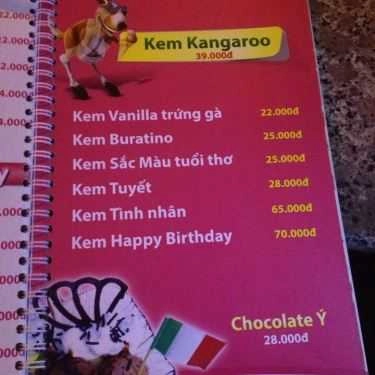 Kem Kangaroo
39.000đ
Kem Vanilla trứng gà 22.000đ
Kem Buratino 25.000đ
Kem Sắc Màu tuổi thơ 25.000đ
Kem Tuyết 28.000đ
Kem Tình nhân 65.000đ
Kem Happy Birthday 70.000đ
Chocolate Ý
28.000đ